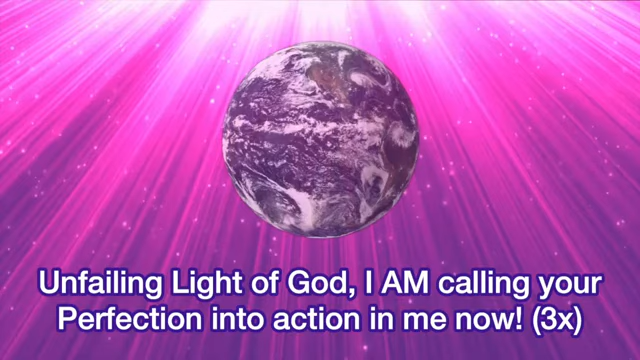 Unfailing Light of God, I AM calling your
Perfection into action in me now! (3x)